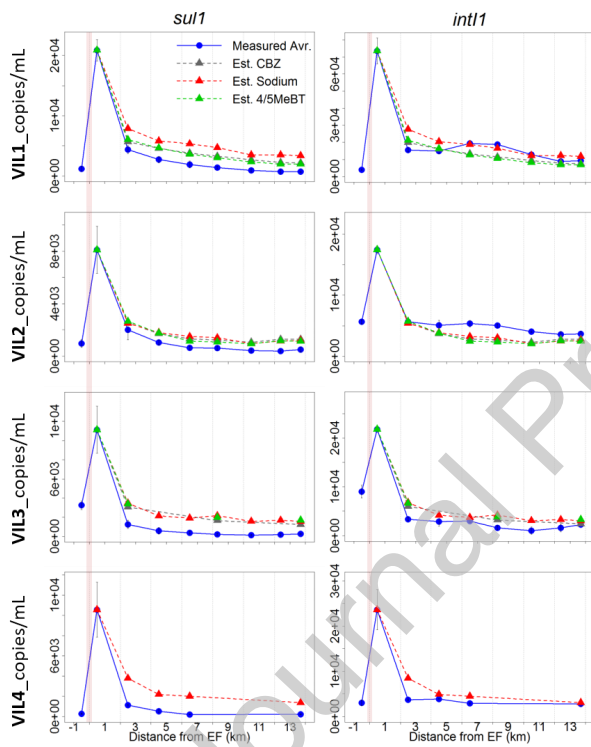 sul1
intI1
Measured Avr.
Est. CBZ
Est. Sodium
Est. 4/5MeBT
VIL1_copies/mL
0e+00
1e+04
2e+04
0e+00
3e+04
6e+04
VIL2_copies/mL
0e+00
4e+03
8e+03
0e+00
1e+04
2e+04
VIL3_copies/mL
0e+00
6e+03
1e+04
0e+00
1e+04
2e+04
VIL4_copies/mL
0e+00
6e+03
1e+04
0e+00
1e+04
2e+04
3e+04
-1 1 3 5 7 9 11 13
-1 1 3 5 7 9 11 13
Distance from EF (km)
Distance from EF (km)
Journal Pr